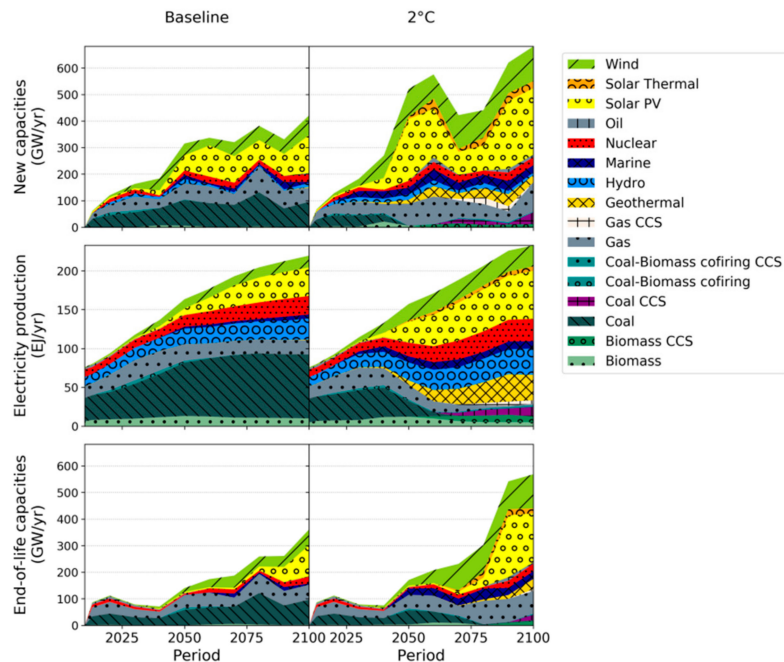 Baseline
2°C
New capacities
(GW/yr)
600
500
400
300
200
100
0
Electricity production
(EJ/yr)
200
150
100
50
0
End-of-life capacities
(GW/yr)
600
500
400
300
200
100
0
2025
2050
2075
2100
2025
2050
2075
2100
Period
Period
Wind
Solar Thermal
Solar PV
Oil
Nuclear
Marine
Hydro
Geothermal
Gas CCS
Gas
Coal-Biomass cofiring CCS
Coal-Biomass cofiring
Coal CCS
Coal
Biomass CCS
Biomass